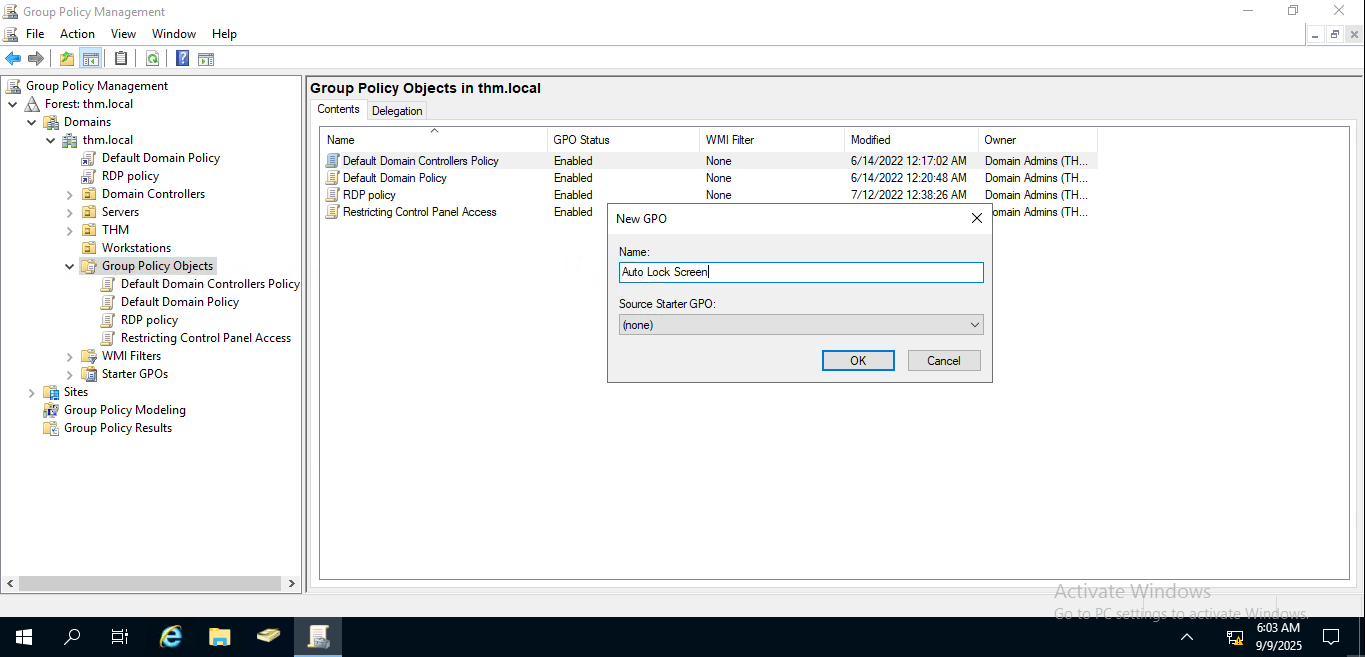 Group Policy Management
File Action View Window Help
Group Policy Management
Forest: thm.local
Domains
thm.local
Default Domain Policy
RDP policy
Domain Controllers
Servers
THM
Workstations
Group Policy Objects
Default Domain Controllers Policy
Default Domain Policy
RDP policy
Restricting Control Panel Access
WMI Filters
Starter GPOs
Sites
Group Policy Modeling
Group Policy Results
Group Policy Objects in thm.local
Contents Delegation
Name GPO Status WMI Filter Modified Owner
Default Domain Controllers Policy Enabled None 6/14/2022 12:17:02 AM Domain Admins (TH...
Default Domain Policy Enabled None 6/14/2022 12:20:48 AM Domain Admins (TH...
RDP policy Enabled None 7/12/2022 12:38:26 AM Domain Admins (TH...
Restricting Control Panel Access Enabled omain Admins (TH...
New GPO
Name:
Auto Lock Screen
Source Starter GPO:
(none)
OK Cancel
Activate Windows
Go to PC settings to activate Windows.
6:03 AM
9/9/2025